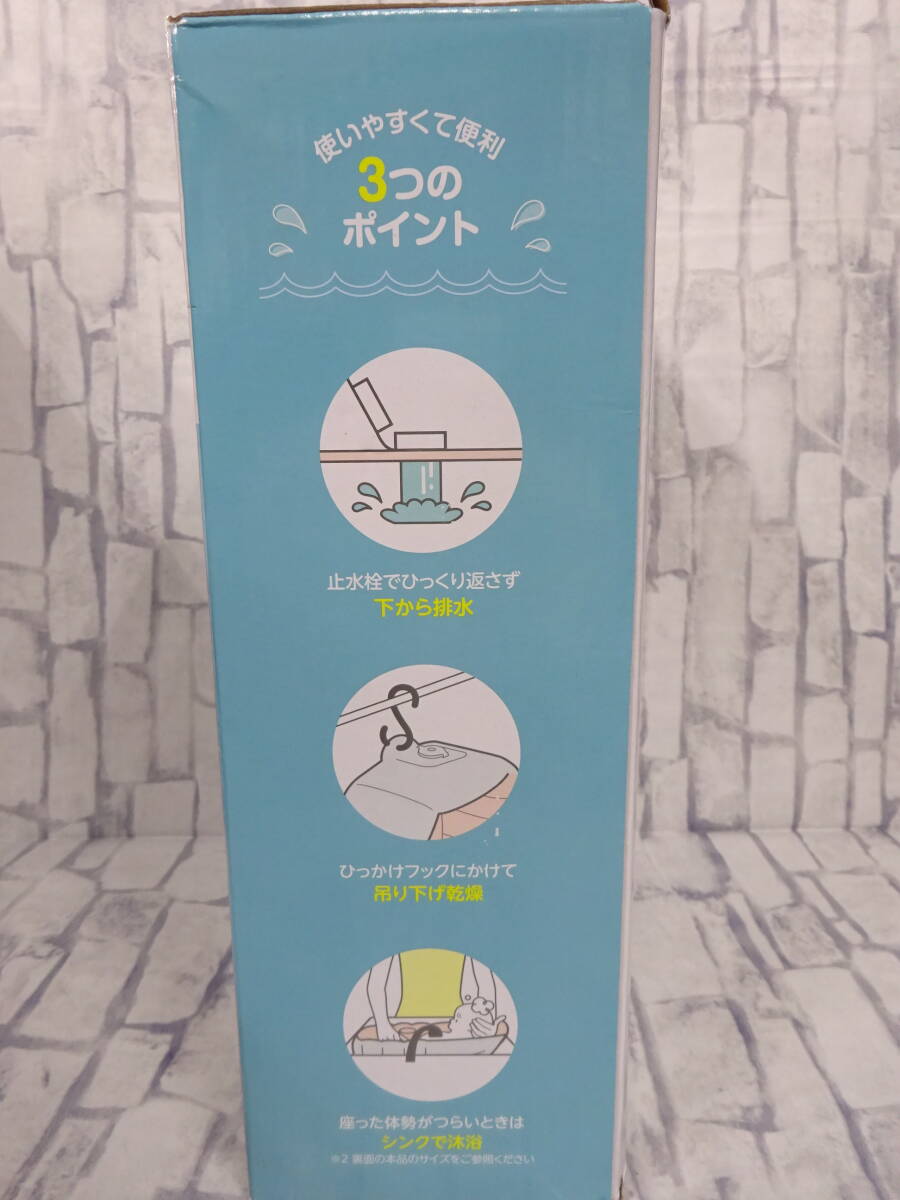 使いやすくて便利
3つの
ポイント
止水栓でひっくり返さず
下から排水
ひっかけフックにかけて
吊り下げ乾燥
座った体勢がつらいときは
シンクで沐浴
※2 裏面の本品のサイズをご参照ください